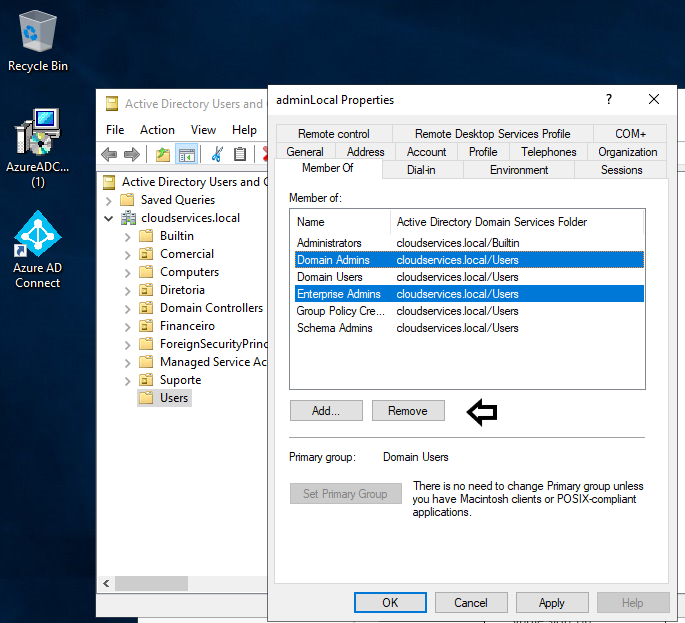 Recycle Bin
AzureADC...
(1)
Azure AD
Connect
Active Directory Users and
File Action View Help
Active Directory Users and
Saved Queries
cloudservices.local
Builtin
Comercial
Computers
Diretoria
Domain Controllers
Financeiro
ForeignSecurityPrinc
Managed Service Ac
Suporte
Users
adminLocal Properties
?
Remote control Remote Desktop Services Profile COM+
General Address Account Profile Telephones Organization
Member Of Dial-in Environment Sessions
Member of:
Name Active Directory Domain Services Folder
Administrators cloudservices.local/Builtin
Domain Admins cloudservices.local/Users
Domain Users cloudservices.local/Users
Enterprise Admins cloudservices.local/Users
Group Policy Cre... cloudservices.local/Users
Schema Admins cloudservices.local/Users
Add... Remove
Primary group: Domain Users
Set Primary Group
There is no need to change Primary group unless
you have Macintosh clients or POSIX-compliant
applications.
OK Cancel Apply Help